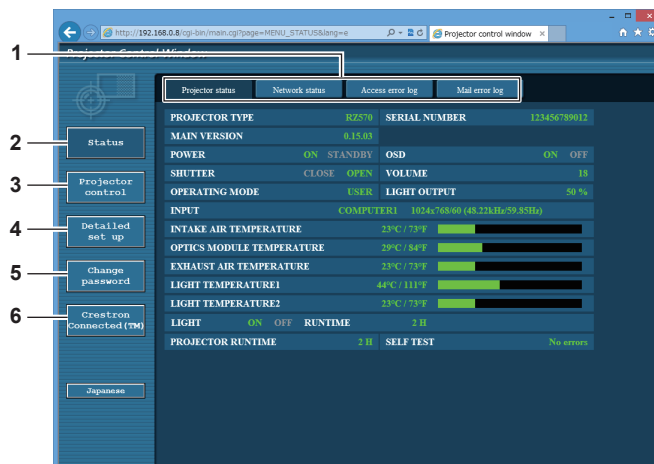 http://192.168.0.8/cgi-bin/main.cgi?page=MENU_STATUS&lang=e
Projector control window
Projector Control Window
1
Projector status Network status Access error log Mail error log
PROJECTOR TYPE RZ570 SERIAL NUMBER 123456789012
MAIN VERSION 0.15.03
2 Status
POWER ON STANDBY OSD ON OFF
SHUTTER CLOSE OPEN VOLUME 18
3 Projector control
OPERATING MODE USER LIGHT OUTPUT 50 %
INPUT COMPUTER1 1024x768/60 (48.22kHz/59.85Hz)
4 Detailed set up
INTAKE AIR TEMPERATURE 23°C / 73°F
OPTICS MODULE TEMPERATURE 29°C / 84°F
5 Change password
EXHAUST AIR TEMPERATURE 23°C / 73°F
LIGHT TEMPERATURE1 44°C / 111°F
LIGHT TEMPERATURE2 23°C / 73°F
6 Crestron Connected(TM)
LIGHT ON OFF RUNTIME 2 H
PROJECTOR RUNTIME 2 H SELF TEST No errors
Japanese